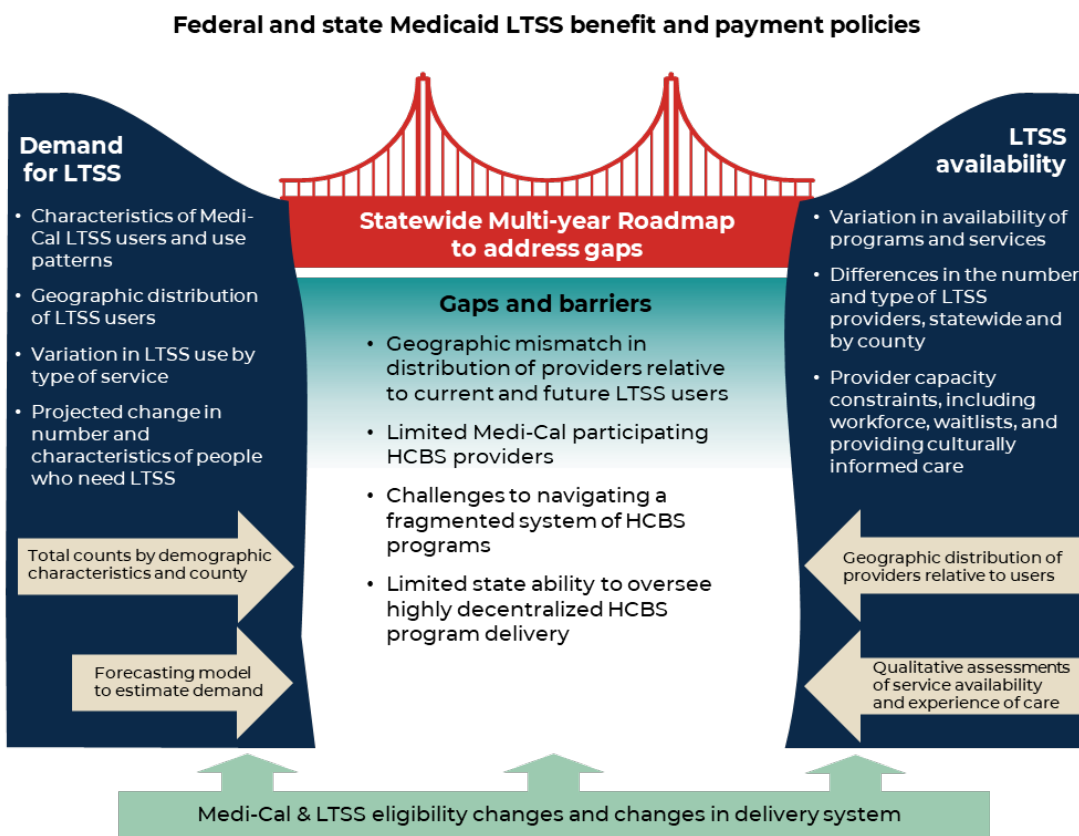 Federal and state Medicaid LTSS benefit and payment policies
Demand
for LTSS
• Characteristics of Medi-
Cal LTSS users and use
patterns
• Geographic distribution
of LTSS users
• Variation in LTSS use by
type of service
• Projected change in
number and
characteristics of people
who need LTSS
Total counts by demographic
characteristics and county
Forecasting model
to estimate demand
Statewide Multi-year Roadmap
to address gaps
Gaps and barriers
• Geographic mismatch in
distribution of providers relative
to current and future LTSS users
• Limited Medi-Cal participating
HCBS providers
• Challenges to navigating a
fragmented system of HCBS
programs
• Limited state ability to oversee
highly decentralized HCBS
program delivery
LTSS
availability
• Variation in availability of
programs and services
• Differences in the number
and type of LTSS
providers, statewide and
by county
• Provider capacity
constraints, including
workforce, waitlists, and
providing culturally
informed care
Geographic distribution of
providers relative to users
Qualitative assessments
of service availability
and experience of care
Medi-Cal & LTSS eligibility changes and changes in delivery system